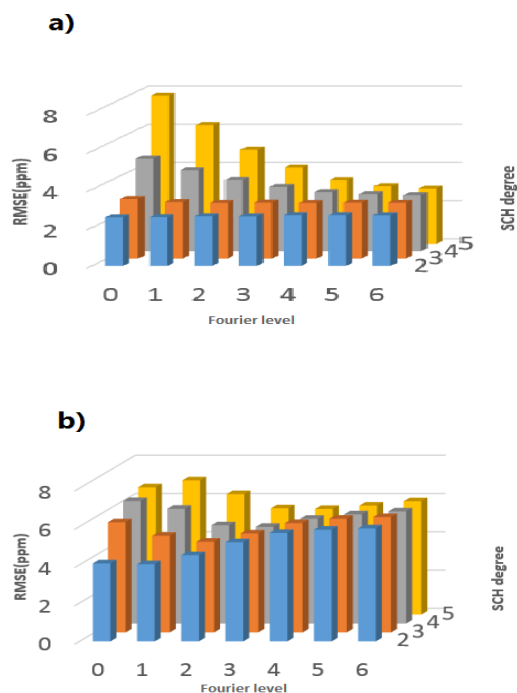 a)
8
6
4
2
0
RMSE(ppm)
0 1 2 3 4 5 6
Fourier level
2 3 4 5
SCH degree
b)
8
6
4
2
0
RMSE(ppm)
0 1 2 3 4 5 6
Fourier level
2 3 4 5
SCH degree